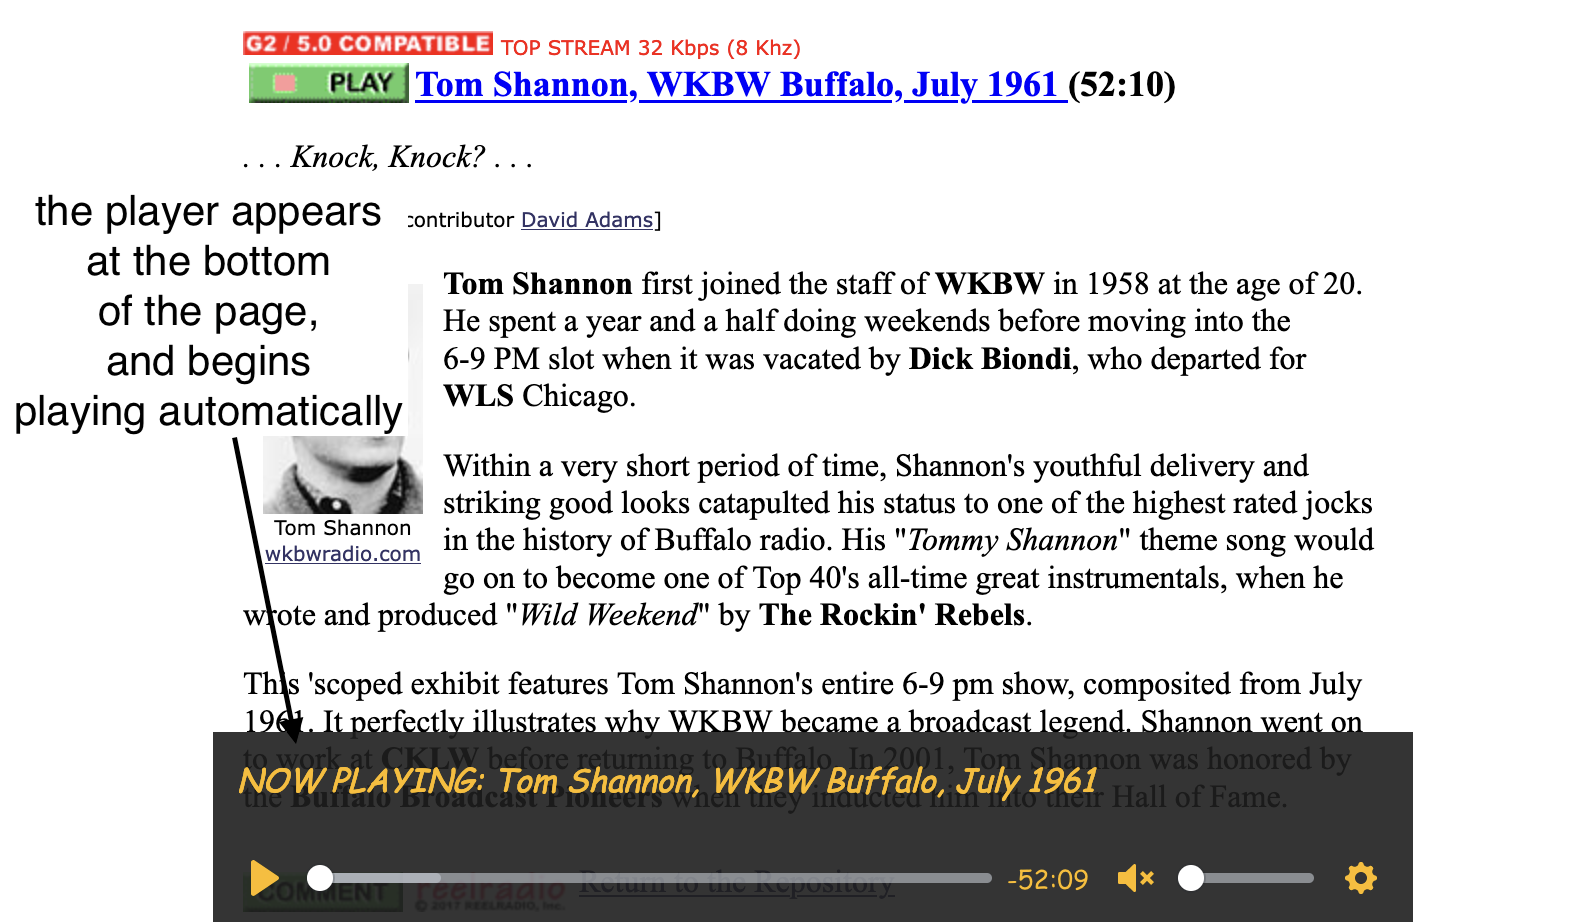 G2 / 5.0 COMPATIBLE TOP STREAM 32 Kbps (8 Khz)
PLAY Tom Shannon, WKBW Buffalo, July 1961 (52:10)
. . . Knock, Knock? . . .
the player appears
at the bottom
of the page,
and begins
playing automatically
contributor David Adams]
Tom Shannon first joined the staff of WKBW in 1958 at the age of 20.
He spent a year and a half doing weekends before moving into the
6-9 PM slot when it was vacated by Dick Biondi, who departed for
WLS Chicago.
Tom Shannon
wkbwradio.com
Within a very short period of time, Shannon's youthful delivery and
striking good looks catapulted his status to one of the highest rated jocks
in the history of Buffalo radio. His "Tommy Shannon" theme song would
go on to become one of Top 40's all-time great instrumentals, when he
wrote and produced "Wild Weekend" by The Rockin' Rebels.
This 'scoped exhibit features Tom Shannon's entire 6-9 pm show, composited from July
1961. It perfectly illustrates why WKBW became a broadcast legend. Shannon went on
to work at CKLW before returning to Buffalo. In 2001, Tom Shannon was honored by
NOW PLAYING: Tom Shannon, WKBW Buffalo, July 1961
the Buffalo Broadcast Pioneers when they inducted him into their Hall of Fame.
-52:09
COMMENT reelradio Return to the Repository
© 2017 REELRADIO, Inc.